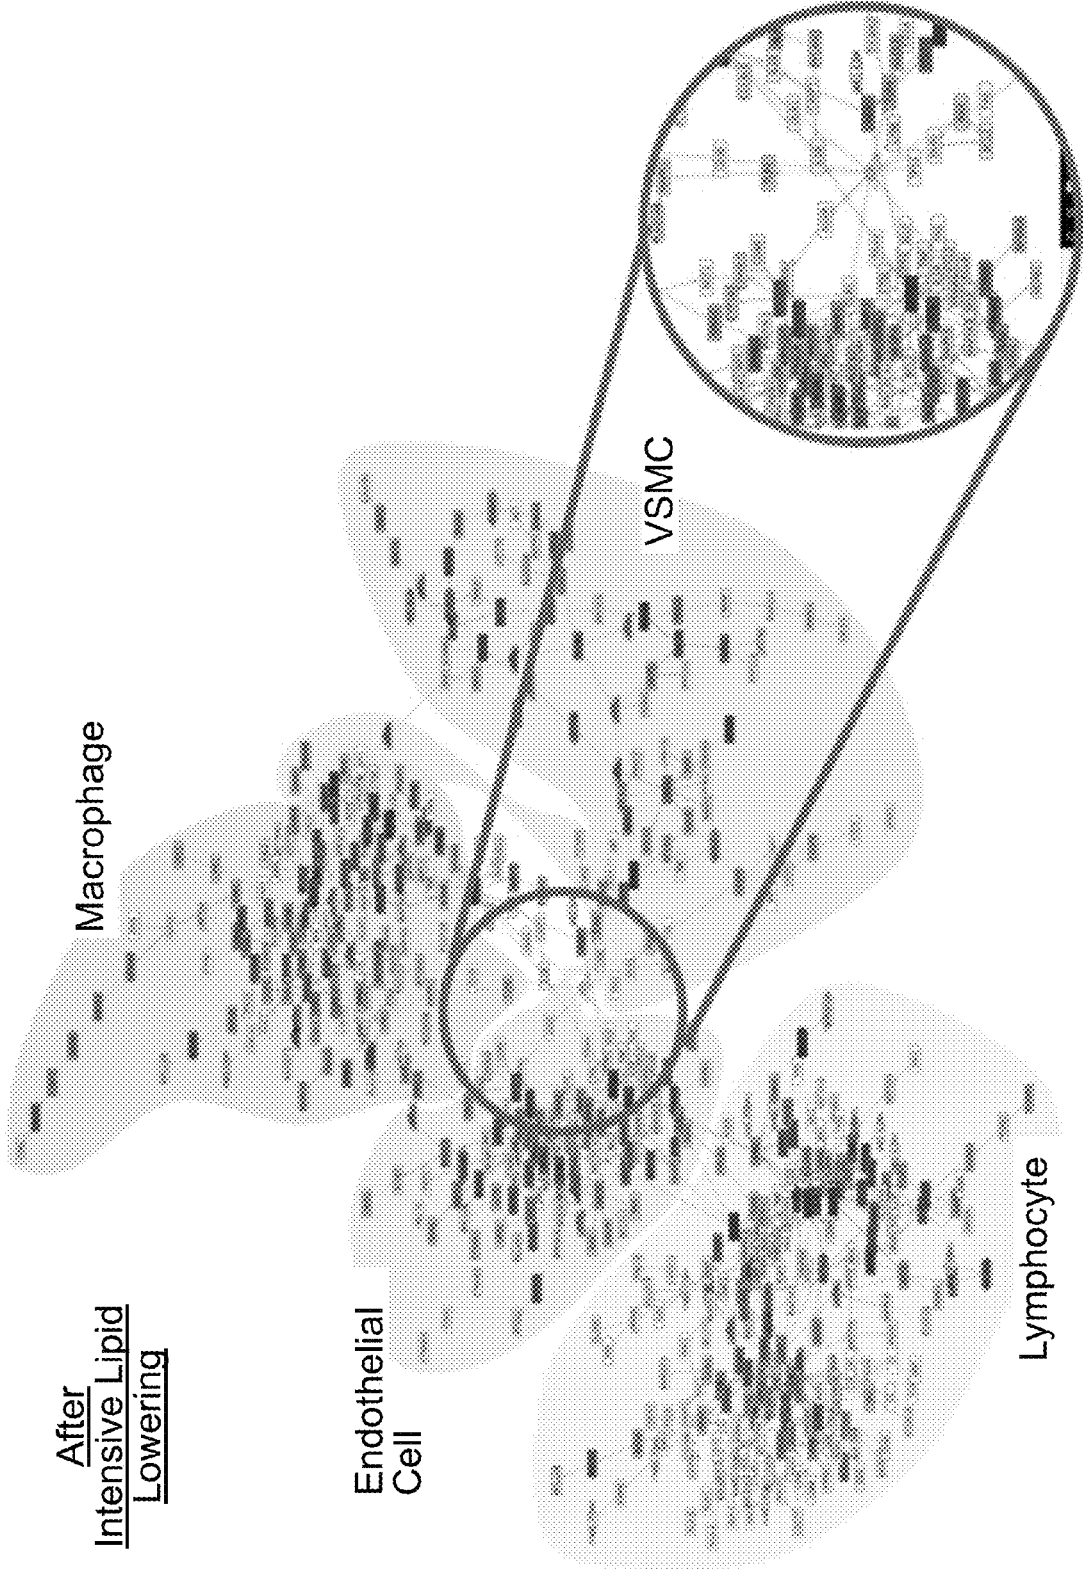 After
Intensive Lipid
Lowering
Endothelial
Cell
Macrophage
VSMC
Lymphocyte